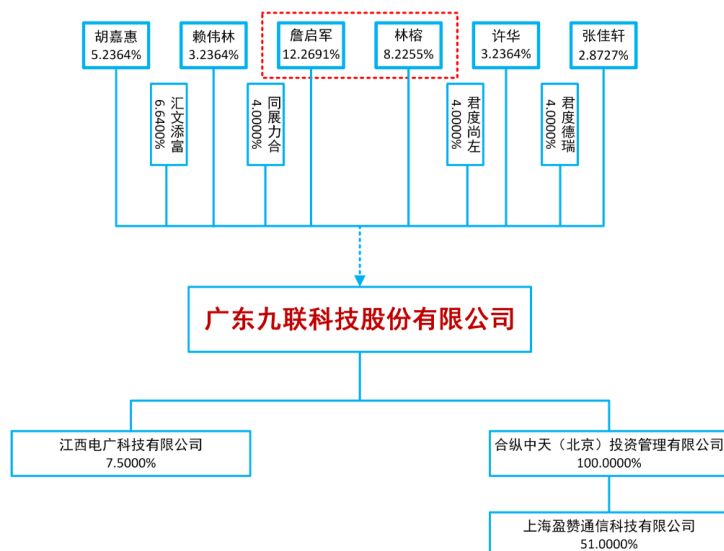 胡嘉惠
5.2364%
赖伟林
3.2364%
詹启军
12.2691%
林榕
8.2255%
许华
3.2364%
张佳轩
2.8727%
汇文添富
6.6400%
同展力合
4.0000%
君度尚左
4.0000%
君度德瑞
4.0000%
广东九联科技股份有限公司
江西电广科技有限公司
7.5000%
合纵中天（北京）投资管理有限公司
100.0000%
上海盈赞通信科技有限公司
51.0000%